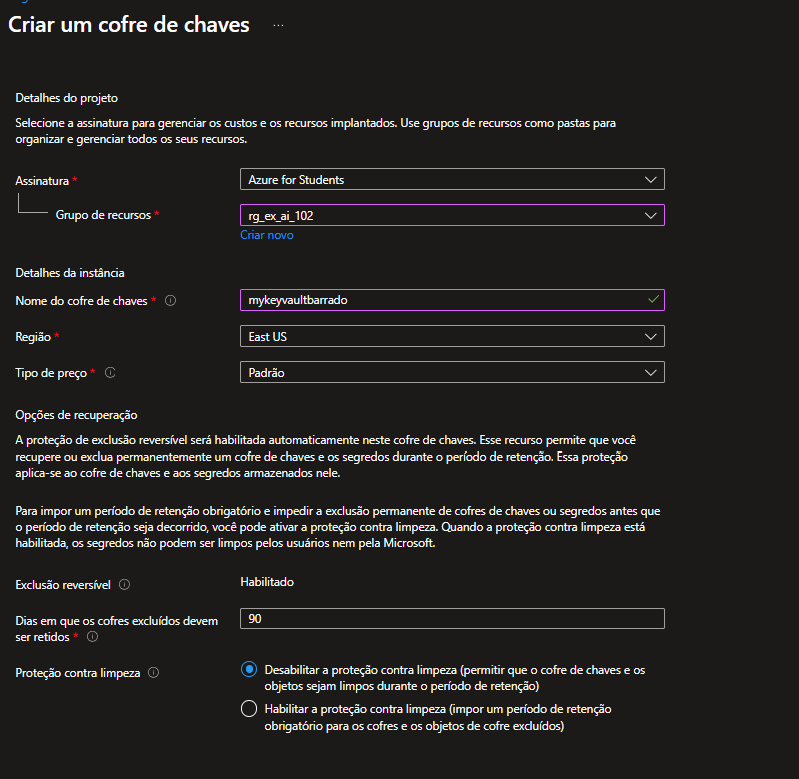 Criar um cofre de chaves ...
Detalhes do projeto
Selecione a assinatura para gerenciar os custos e os recursos implantados. Use grupos de recursos como pastas para
organizar e gerenciar todos os seus recursos.
Assinatura * Azure for Students
Grupo de recursos * rg_ex_ai_102
Criar novo
Detalhes da instância
Nome do cofre de chaves * mykeyvaultbarrado
Região * East US
Tipo de preço * Padrão
Opções de recuperação
A proteção de exclusão reversível será habilitada automaticamente neste cofre de chaves. Esse recurso permite que você
recupere ou exclua permanentemente um cofre de chaves e os segredos durante o período de retenção. Essa proteção
aplica-se ao cofre de chaves e aos segredos armazenados nele.
Para impor um período de retenção obrigatório e impedir a exclusão permanente de cofres de chaves ou segredos antes que
o período de retenção seja decorrido, você pode ativar a proteção contra limpeza. Quando a proteção contra limpeza está
habilitada, os segredos não podem ser limpos pelos usuários nem pela Microsoft.
Exclusão reversível Habilitado
Dias em que os cofres excluídos devem
ser retidos * 90
Proteção contra limpeza
Desabilitar a proteção contra limpeza (permitir que o cofre de chaves e os
objetos sejam limpos durante o período de retenção)
Habilitar a proteção contra limpeza (impor um período de retenção
obrigatório para os cofres e os objetos de cofre excluídos)